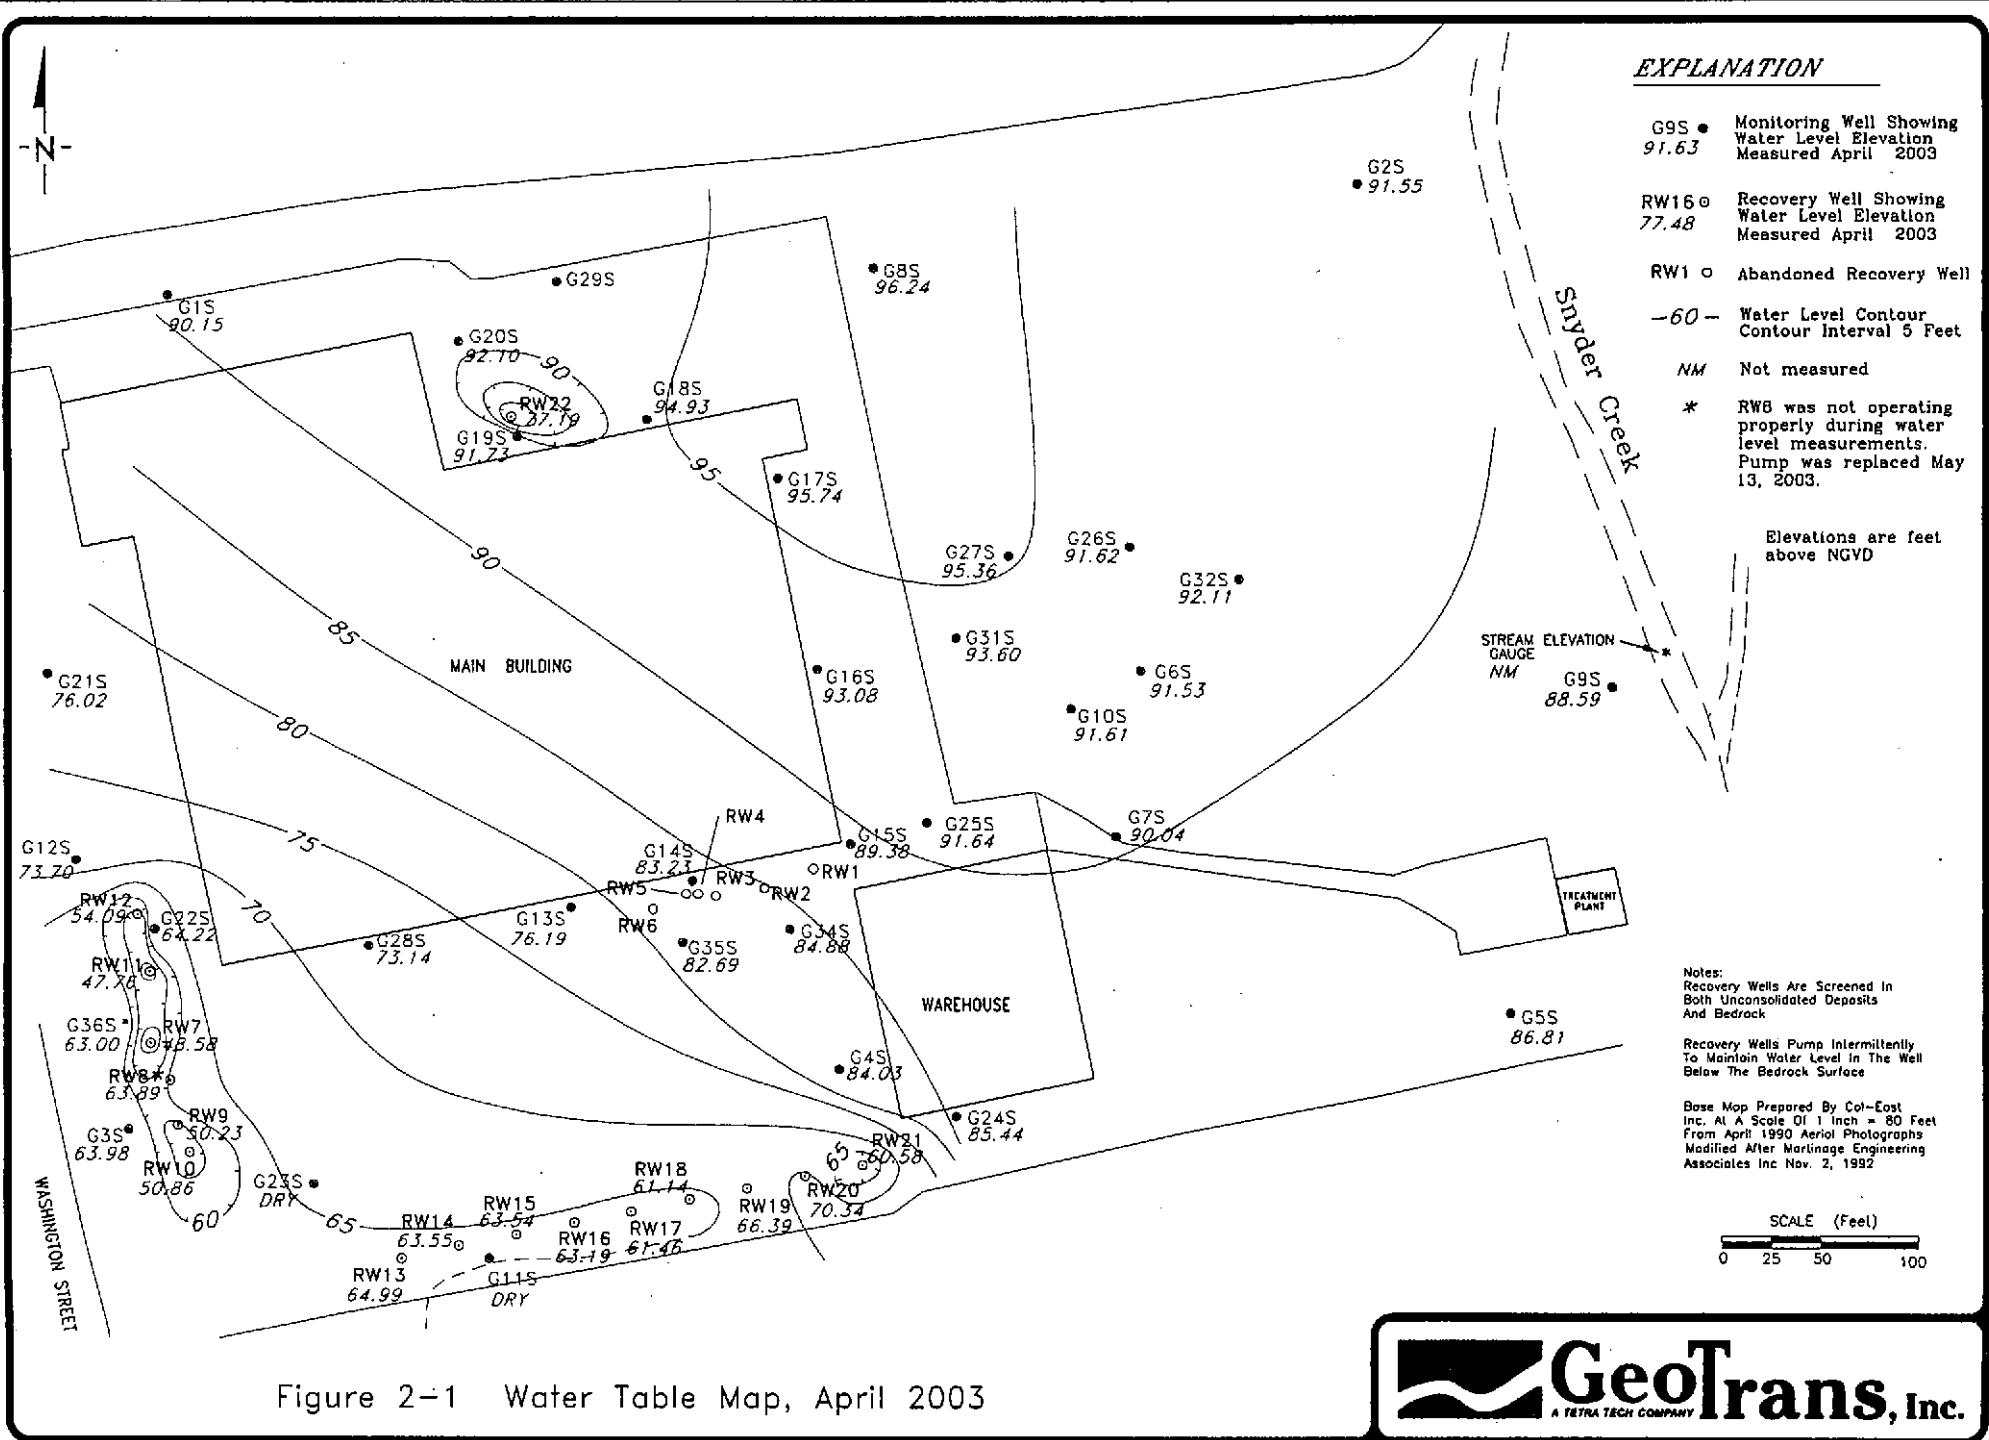 EXPLANATION
G9S
91.63
Monitoring Well Showing
Water Level Elevation
Measured April 2003
RW16
77.48
Recovery Well Showing
Water Level Elevation
Measured April 2003
RW1
Abandoned Recovery Well
-60-
Water Level Contour
Contour Interval 5 Feet
NM
Not measured
*
RW8 was not operating
properly during water
level measurements.
Pump was replaced May
13, 2003.
Elevations are feet
above NGVD
-N-
G2S
91.55
G8S
96.24
G29S
G1S
90.15
G20S
92.10
90
G18S
94.93
RW22
G19S
91.73
95
G17S
95.74
Snyder Creek
90
G27S
95.36
G26S
91.62
G32S
92.11
85
MAIN BUILDING
G31S
93.60
G16S
93.08
G6S
91.53
STREAM ELEVATION
GAUGE
NM
*
G9S
88.59
G21S
76.02
80
G10S
91.61
RW4
75
G7S
90.04
G25S
91.64
G15S
89.38
G12S
73.70
G14S
83.23
RW1
RW5
RW3
RW2
RW6
RW12
54.09
70
G22S
64.22
G13S
76.19
G28S
73.14
G35S
82.69
G34S
84.88
TREATMENT
PLANT
RW11
47.76
WAREHOUSE
Notes:
Recovery Wells Are Screened In
Both Unconsolidated Deposits
And Bedrock
G36S
63.00
RW7
G5S
86.81
Recovery Wells Pump Intermittently
To Maintain Water Level In The Well
Below The Bedrock Surface
RW8*
63.89
G4S
84.03
RW9
50.23
G24S
85.44
Base Map Prepared By Col-East
Inc. At A Scale Of 1 Inch = 80 Feet
From April 1990 Aerial Photographs
Modified After Martinage Engineering
Associates Inc Nov. 2, 1992
G3S
63.98
RW10
50.86
65
RW21
60.58
G23S
DRY
RW18
61.14
RW20
70.34
RW19
66.39
60
65
RW15
63.54
RW14
63.55
RW16
63.19
RW17
61.46
RW13
64.99
G11S
DRY
WASHINGTON STREET
SCALE (Feet)
0 25 50 100
Figure 2-1 Water Table Map, April 2003
GeoTrans, Inc.
A TETRA TECH COMPANY